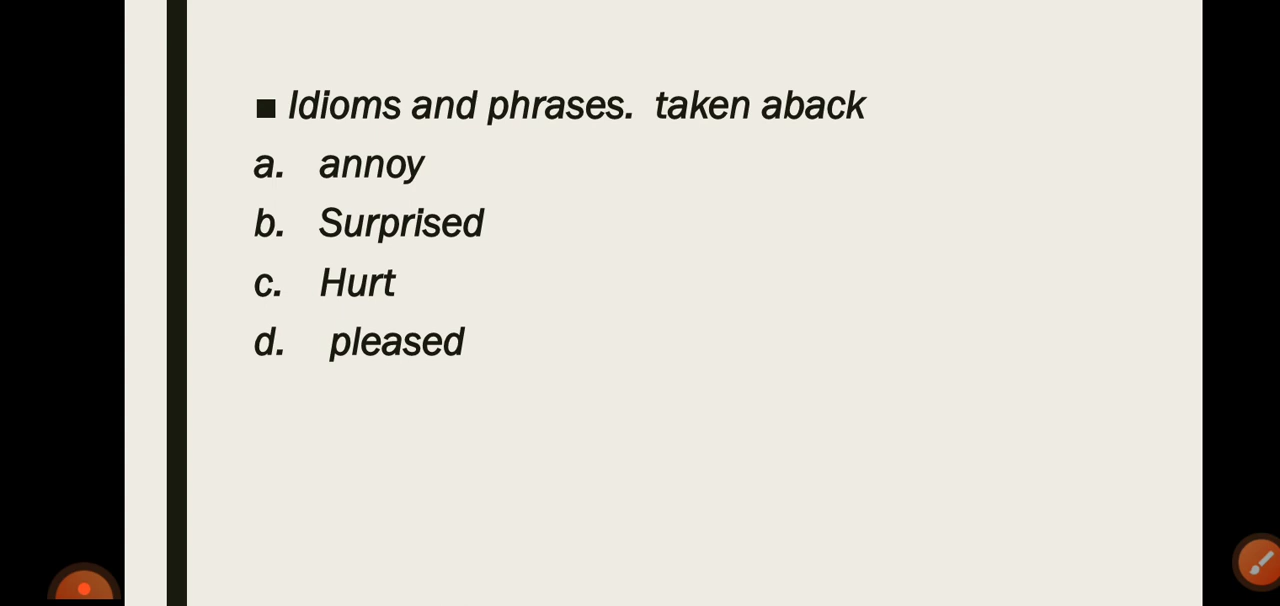 ■ Idioms and phrases. taken aback
a. annoy
b. Surprised
c. Hurt
d. pleased